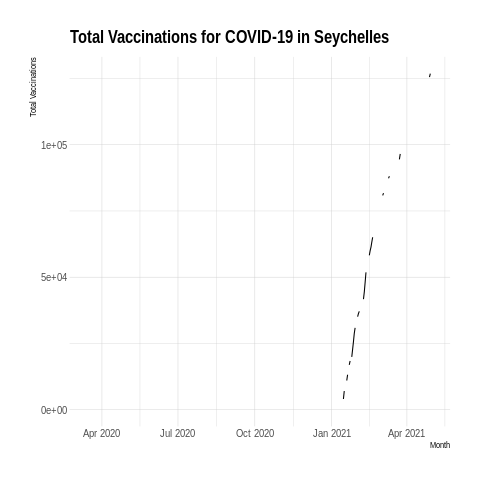 Total Vaccinations for COVID-19 in Seychelles
Total Vaccinations
1e+05
5e+04
0e+00
Apr 2020 Jul 2020 Oct 2020 Jan 2021 Apr 2021
Month